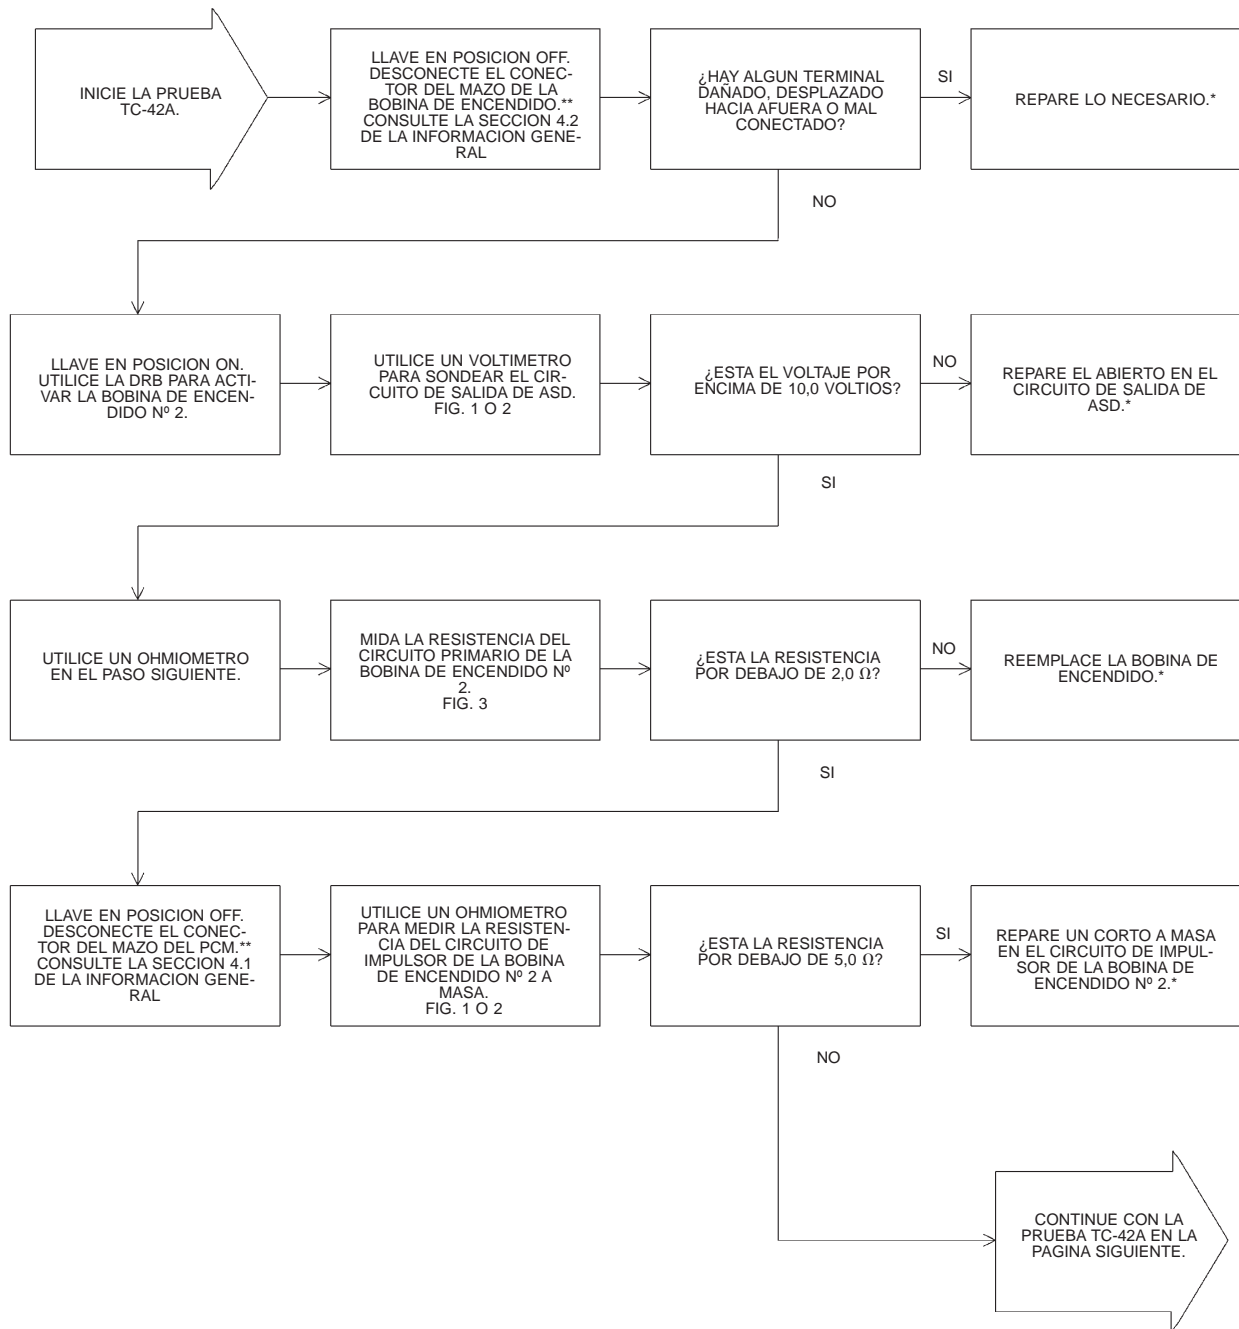 INICIE LA PRUEBA
TC-42A.
LLAVE EN POSICION OFF.
DESCONECTE EL CONEC-
TOR DEL MAZO DE LA
BOBINA DE ENCENDIDO.**
CONSULTE LA SECCION 4.2
DE LA INFORMACION GENE-
RAL
¿HAY ALGUN TERMINAL
DAÑADO, DESPLAZADO
HACIA AFUERA O MAL
CONECTADO?
SI
REPARE LO NECESARIO.*
NO
LLAVE EN POSICION ON.
UTILICE LA DRB PARA ACTI-
VAR LA BOBINA DE ENCEN-
DIDO Nº 2.
UTILICE UN VOLTIMETRO
PARA SONDEAR EL CIR-
CUITO DE SALIDA DE ASD.
FIG. 1 O 2
¿ESTA EL VOLTAJE POR
ENCIMA DE 10,0 VOLTIOS?
NO
REPARE EL ABIERTO EN EL
CIRCUITO DE SALIDA DE
ASD.*
SI
UTILICE UN OHMIOMETRO
EN EL PASO SIGUIENTE.
MIDA LA RESISTENCIA DEL
CIRCUITO PRIMARIO DE LA
BOBINA DE ENCENDIDO Nº
2.
FIG. 3
¿ESTA LA RESISTENCIA
POR DEBAJO DE 2,0 Ω?
NO
REEMPLACE LA BOBINA DE
ENCENDIDO.*
SI
LLAVE EN POSICION OFF.
DESCONECTE EL CONEC-
TOR DEL MAZO DEL PCM.**
CONSULTE LA SECCION 4.1
DE LA INFORMACION GENE-
RAL
UTILICE UN OHMIOMETRO
PARA MEDIR LA RESISTEN-
CIA DEL CIRCUITO DE
IMPULSOR DE LA BOBINA
DE ENCENDIDO Nº 2 A
MASA.
FIG. 1 O 2
¿ESTA LA RESISTENCIA
POR DEBAJO DE 5,0 Ω?
SI
REPARE UN CORTO A MASA
EN EL CIRCUITO DE IMPUL-
SOR DE LA BOBINA DE
ENCENDIDO Nº 2.*
NO
CONTINUE CON LA
PRUEBA TC-42A EN LA
PAGINA SIGUIENTE.